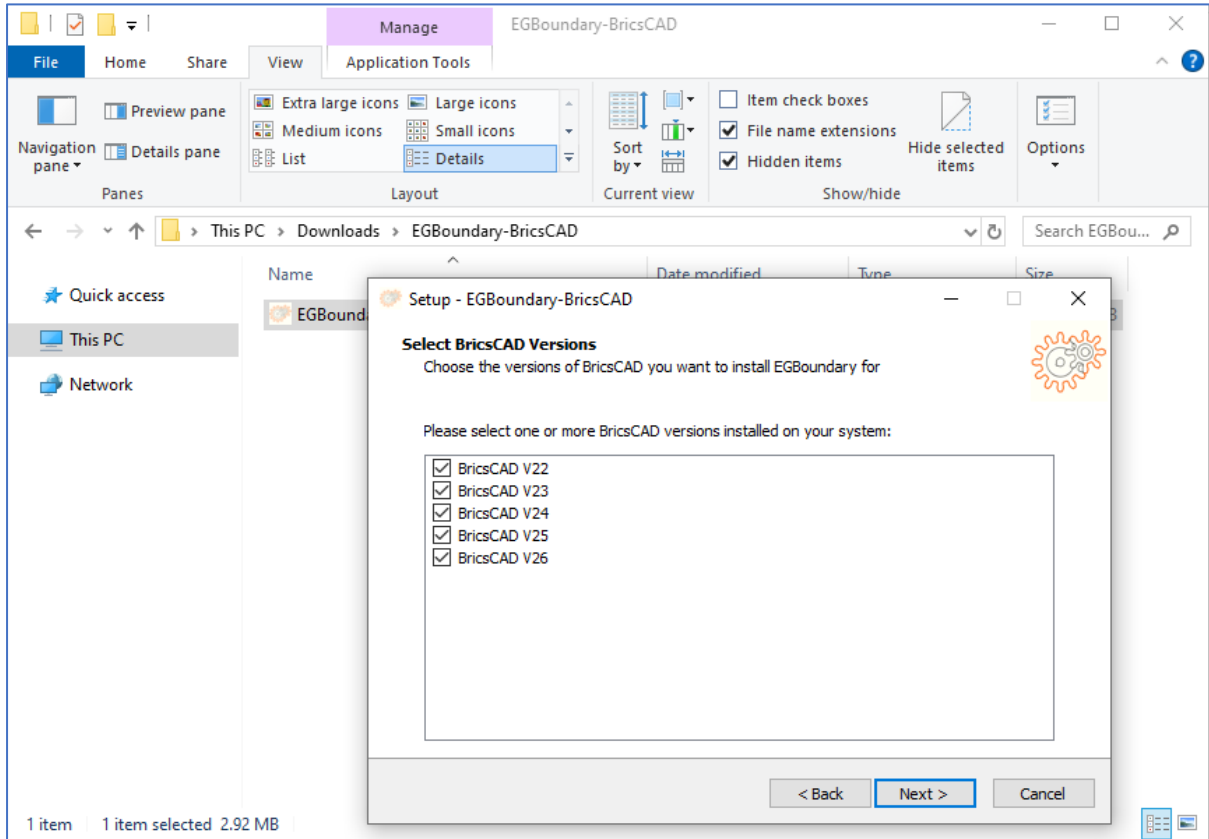 Manage EGBoundary-BricsCAD
File Home Share View Application Tools
Preview pane
Details pane
Navigation pane
Panes
Extra large icons Large icons
Medium icons Small icons
List Details
Layout
Sort by
Current view
Item check boxes
File name extensions
Hidden items
Hide selected items
Show/hide
Options
This PC > Downloads > EGBoundary-BricsCAD
Search EGBou...
Quick access
This PC
Network
Name Date modified Type Size
EGBound
Setup - EGBoundary-BricsCAD
Select BricsCAD Versions
Choose the versions of BricsCAD you want to install EGBoundary for
Please select one or more BricsCAD versions installed on your system:
BricsCAD V22
BricsCAD V23
BricsCAD V24
BricsCAD V25
BricsCAD V26
< Back Next > Cancel
1 item 1 item selected 2.92 MB